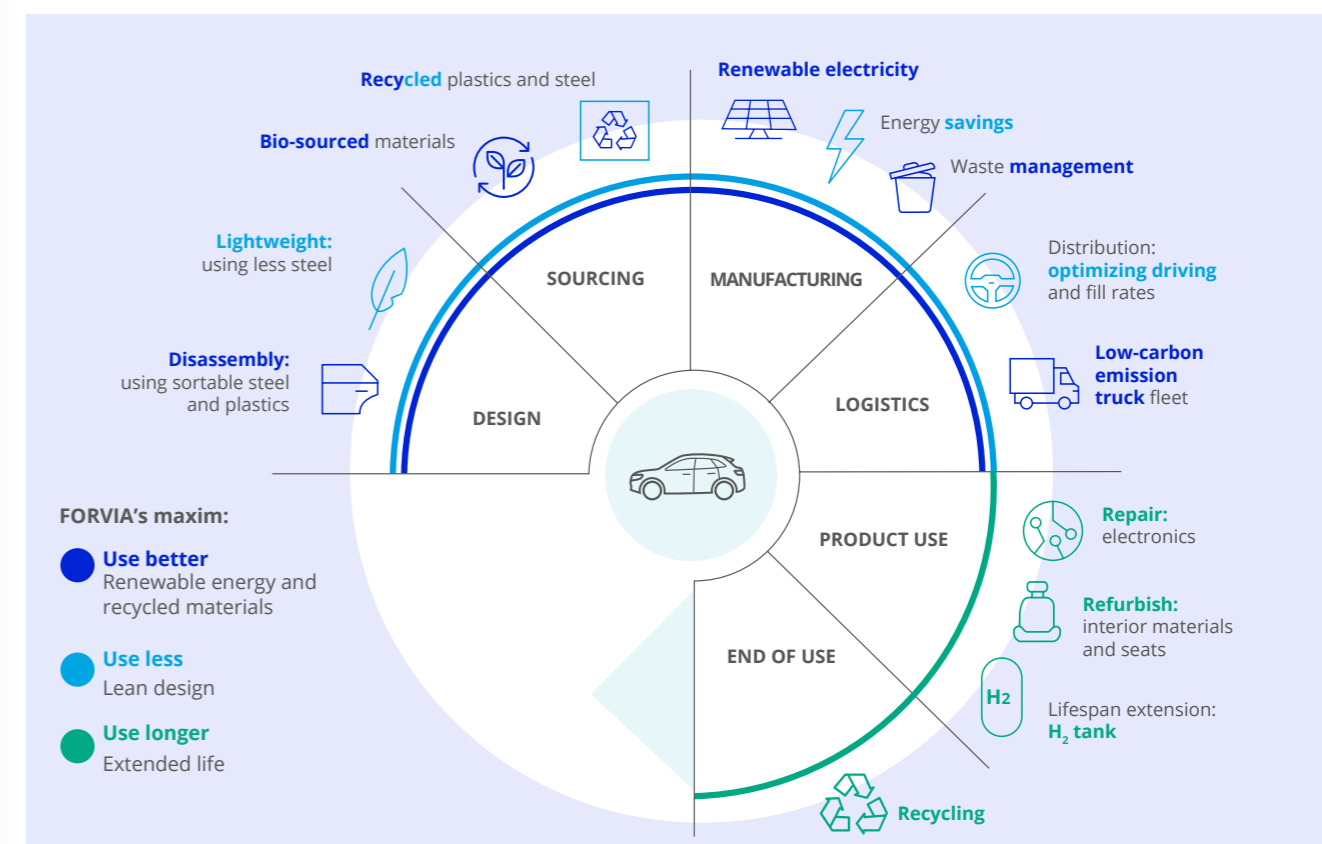 Recycled plastics and steel
Renewable electricity
Bio-sourced materials
Energy savings
Waste management
Lightweight:
using less steel
Distribution:
optimizing driving
and fill rates
SOURCING
MANUFACTURING
Disassembly:
using sortable steel
and plastics
Low-carbon
emission
truck fleet
DESIGN
LOGISTICS
FORVIA's maxim:
Use better
Renewable energy and
recycled materials
Use less
Lean design
Use longer
Extended life
PRODUCT USE
END OF USE
Repair:
electronics
Refurbish:
interior materials
and seats
H2
Lifespan extension:
H₂ tank
Recycling